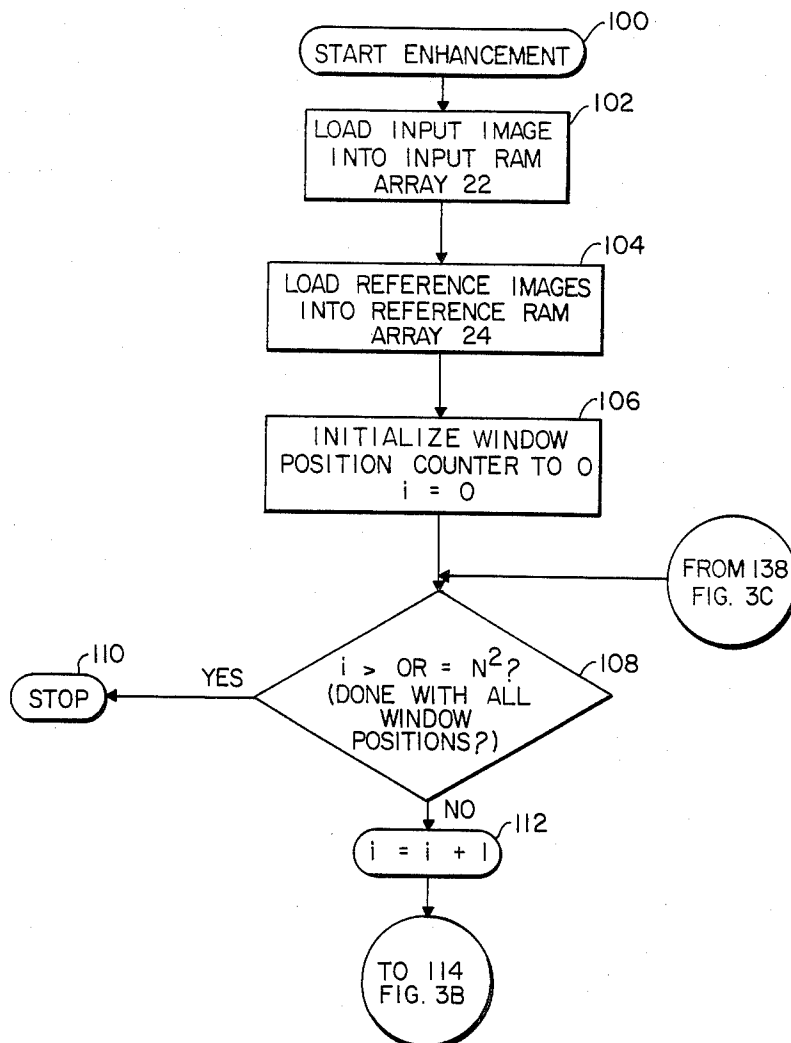 100
START ENHANCEMENT
102
LOAD INPUT IMAGE
INTO INPUT RAM
ARRAY 22
104
LOAD REFERENCE IMAGES
INTO REFERENCE RAM
ARRAY 24
106
INITIALIZE WINDOW
POSITION COUNTER TO 0
i = 0
FROM 138
FIG. 3C
108
i > OR = N²?
(DONE WITH ALL
WINDOW
POSITIONS?)
YES
110
STOP
NO
112
i = i + 1
TO 114
FIG. 3B